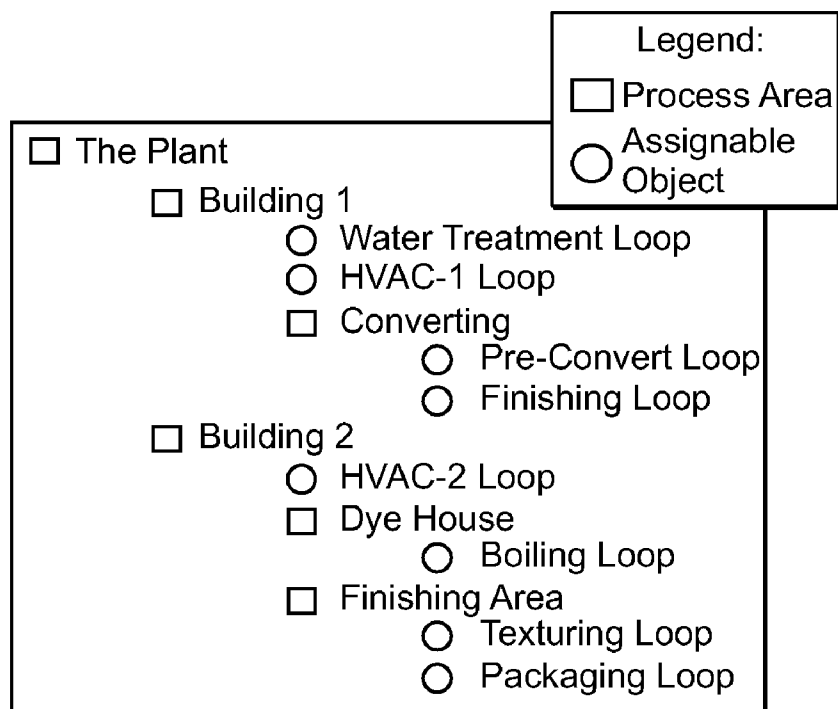 Legend:
Process Area
Assignable
Object
The Plant
Building 1
Water Treatment Loop
HVAC-1 Loop
Converting
Pre-Convert Loop
Finishing Loop
Building 2
HVAC-2 Loop
Dye House
Boiling Loop
Finishing Area
Texturing Loop
Packaging Loop